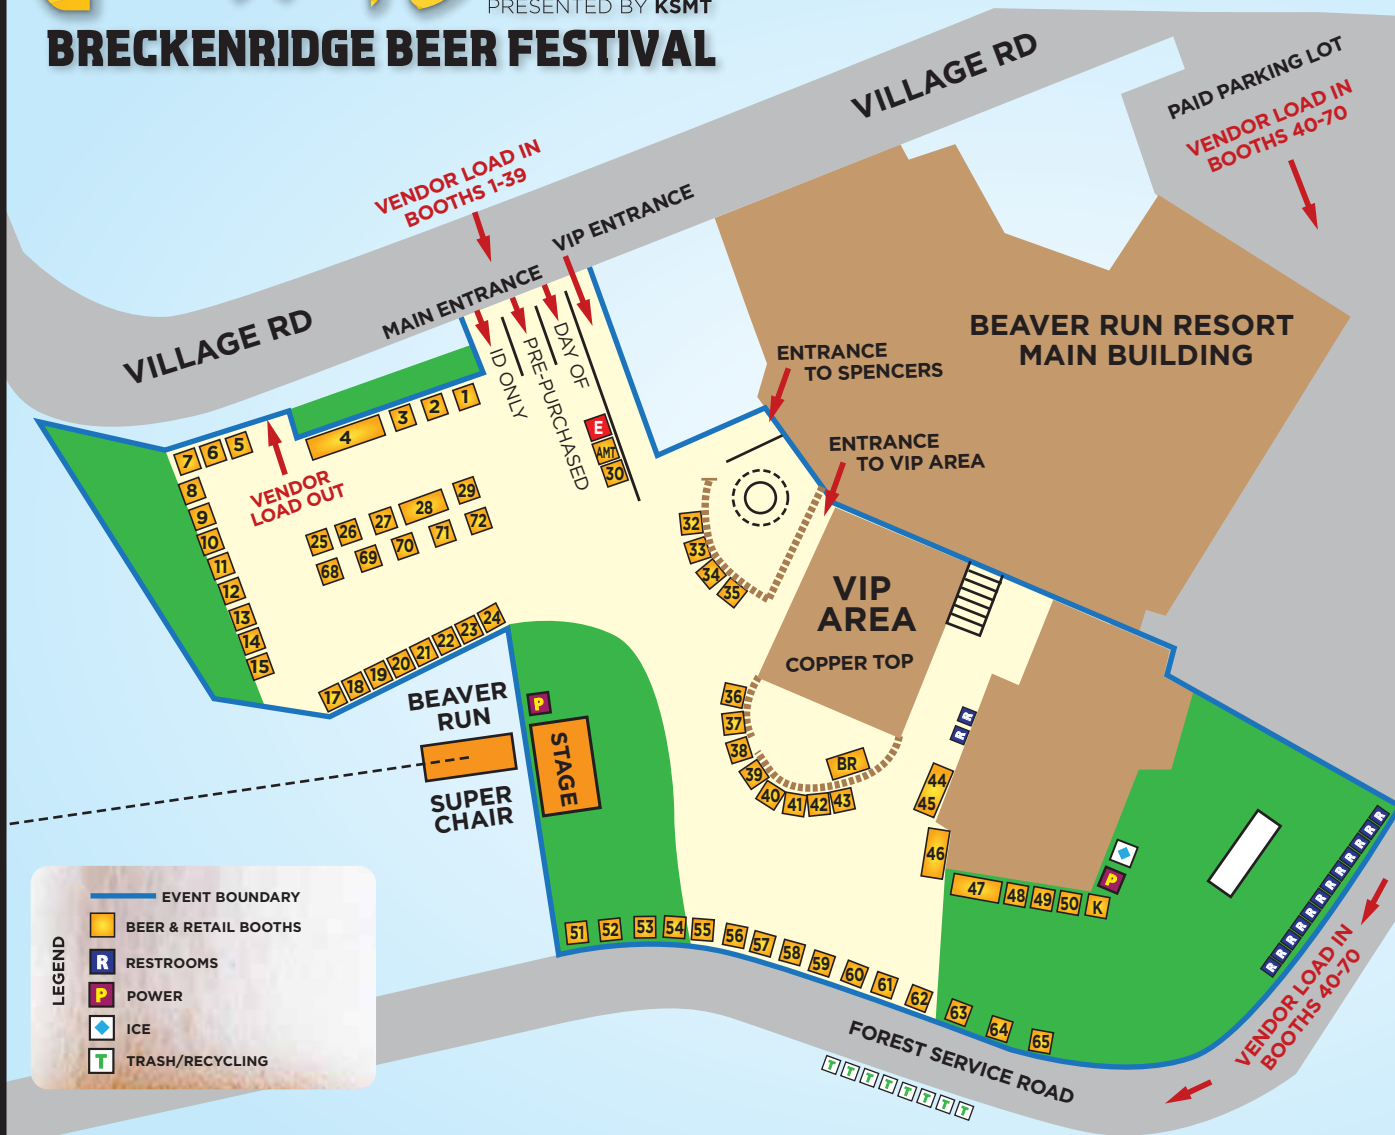 PRESENTED BY KSMT
BRECKENRIDGE BEER FESTIVAL
VILLAGE RD
PAID PARKING LOT
VENDOR LOAD IN
BOOTHS 40-70
VENDOR LOAD IN
BOOTHS 1-39
VIP ENTRANCE
MAIN ENTRANCE
VILLAGE RD
ID ONLY
PRE-PURCHASED
DAY OF
BEAVER RUN RESORT
MAIN BUILDING
ENTRANCE
TO SPENCERS
ENTRANCE
TO VIP AREA
E
AMT
30
1
2
3
4
5
6
7
8
9
10
11
12
13
14
15
VENDOR
LOAD OUT
25
26
27
28
29
68
69
70
71
72
17
18
19
20
21
22
23
24
32
33
34
35
VIP
AREA
COPPER TOP
36
37
38
39
40
41
42
43
BR
R
R
44
45
46
47
48
49
50
K
P
BEAVER
RUN
SUPER
CHAIR
P
STAGE
51
52
53
54
55
56
57
58
59
60
61
62
63
64
65
R
R
R
R
R
R
R
R
R
R
R
R
VENDOR LOAD IN
BOOTHS 40-70
FOREST SERVICE ROAD
T
T
T
T
T
T
T
T
LEGEND
EVENT BOUNDARY
BEER & RETAIL BOOTHS
R
RESTROOMS
P
POWER
ICE
T
TRASH/RECYCLING